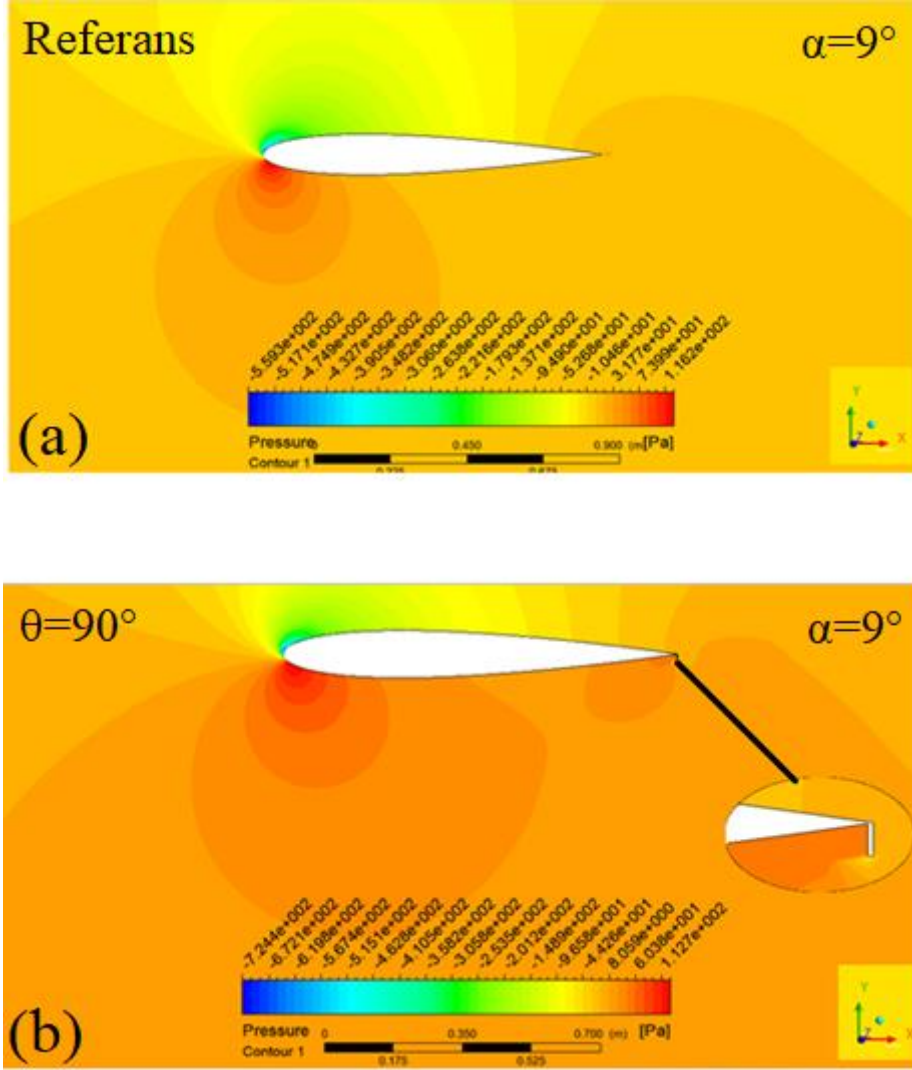 Referans
α=9°
-5.593e+002
-5.171e+002
-4.749e+002
-4.327e+002
-3.905e+002
-3.482e+002
-3.060e+002
-2.638e+002
-2.216e+002
-1.793e+002
-1.371e+002
-9.490e+001
-5.268e+001
-1.046e+001
3.177e+001
7.399e+001
1.162e+002
Pressure
[Pa]
Contour 1
0
0.450
0.900 (m)
0.225
0.675
Y
Z
X
(a)
θ=90°
α=9°
-7.244e+002
-6.721e+002
-6.198e+002
-5.674e+002
-5.151e+002
-4.628e+002
-4.105e+002
-3.582e+002
-3.058e+002
-2.535e+002
-2.012e+002
-1.489e+002
-9.658e+001
-4.426e+001
8.059e+000
6.038e+001
1.127e+002
Pressure
[Pa]
Contour 1
0
0.350
0.700 (m)
0.175
0.525
Y
Z
X
(b)